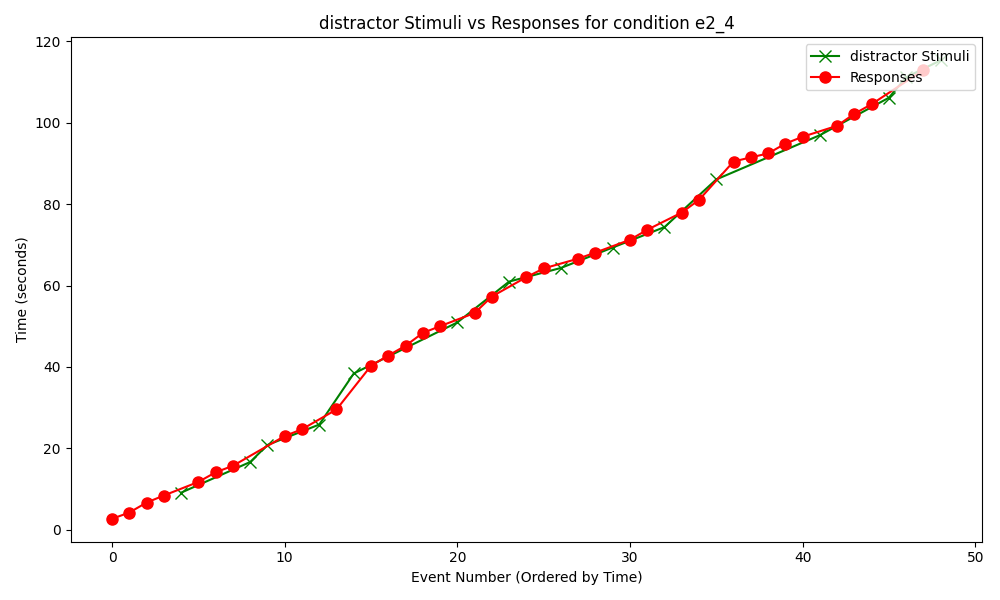 distractor Stimuli vs Responses for condition e2_4
distractor Stimuli
Responses
120
100
80
60
40
20
0
Time (seconds)
0 10 20 30 40 50
Event Number (Ordered by Time)